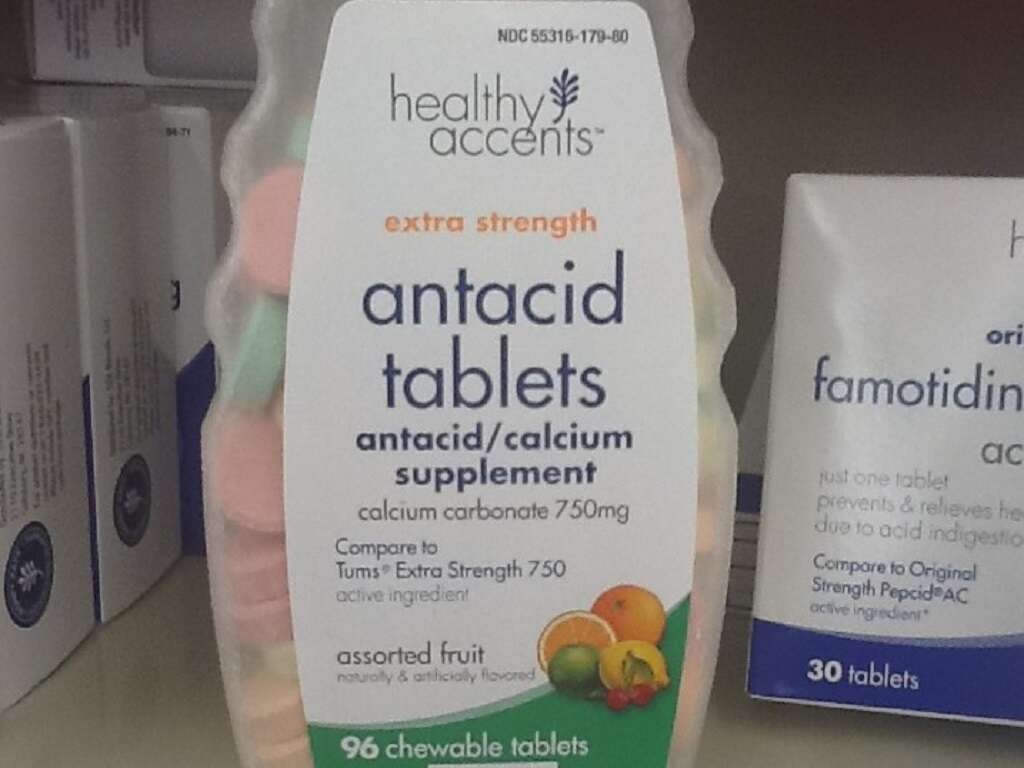 NDC 55316-179-80
healthy
accents™
extra strength
antacid
tablets
antacid/calcium
supplement
calcium carbonate 750mg
Compare to
Tums® Extra Strength 750
active ingredient
assorted fruit
naturally & artificially flavored
96 chewable tablets
h
ori
famotidin
ac
just one tablet
prevents & relieves he
due to acid indigestio
Compare to Original
Strength Pepcid®AC
active ingredient*
30 tablets